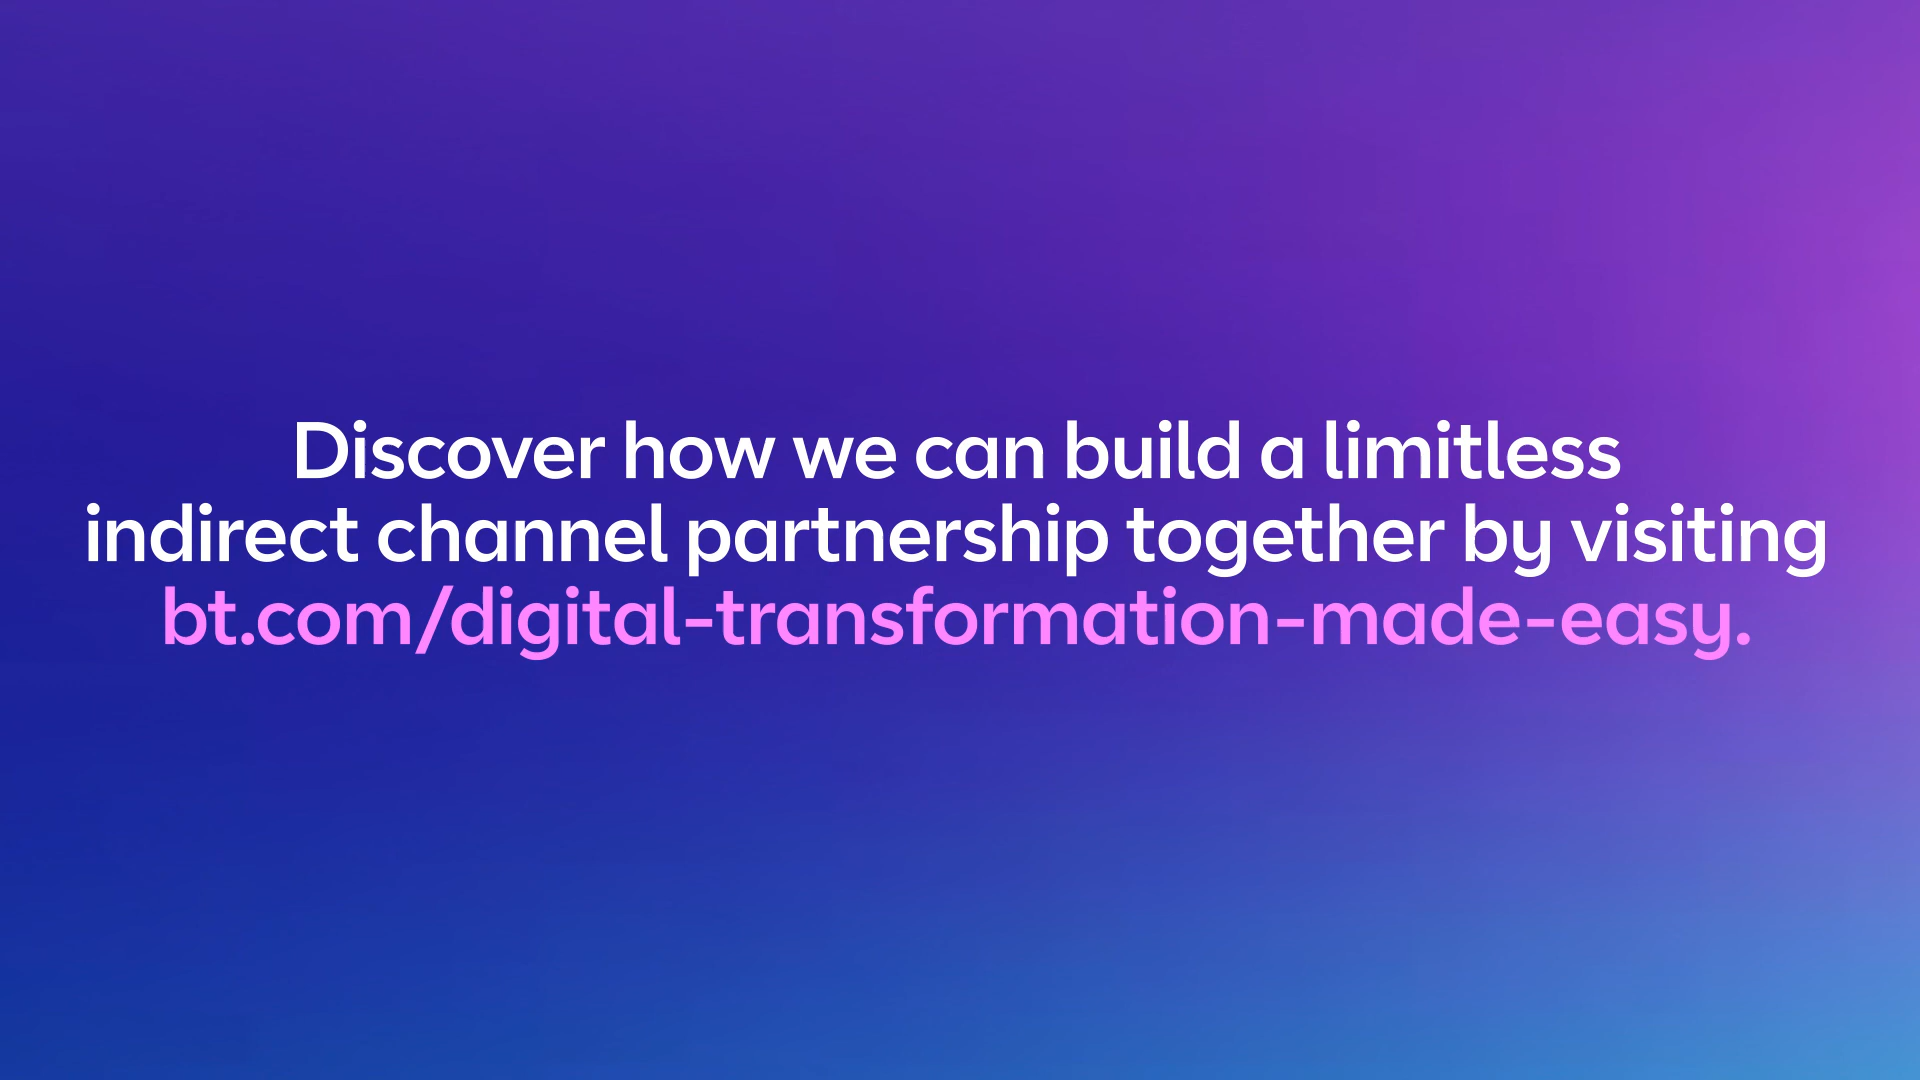 Discover how we can build a limitless
indirect channel partnership together by visiting
bt.com/digital-transformation-made-easy.